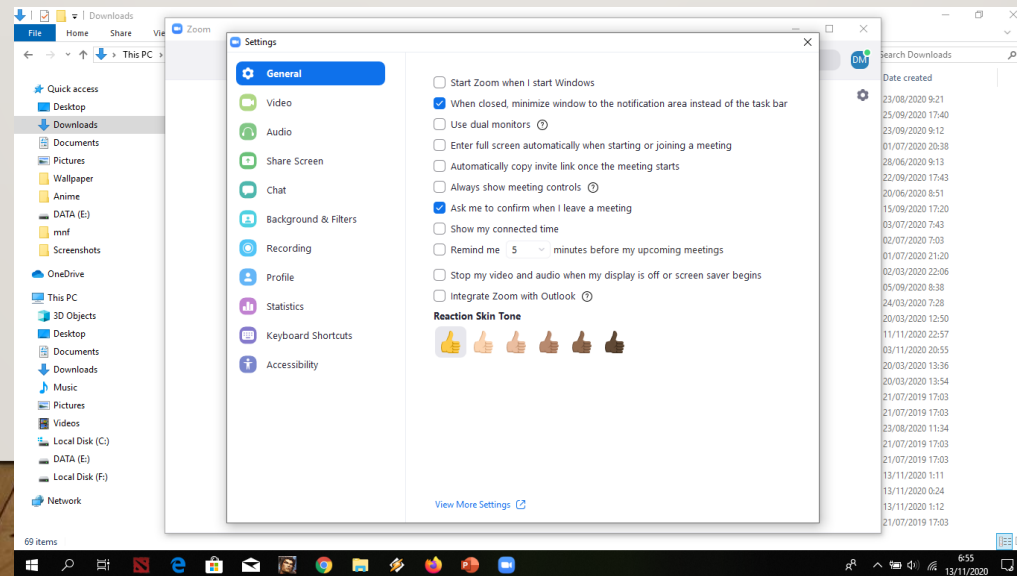 Downloads
File Home Share Vie
This PC
Quick access
Desktop
Downloads
Documents
Pictures
Wallpaper
Anime
DATA (E:)
mnf
Screenshots
OneDrive
This PC
3D Objects
Desktop
Documents
Downloads
Music
Pictures
Videos
Local Disk (C:)
DATA (E:)
Local Disk (F:)
Network
69 items
Zoom
DM
Settings
General
Video
Audio
Share Screen
Chat
Background & Filters
Recording
Profile
Statistics
Keyboard Shortcuts
Accessibility
Start Zoom when I start Windows
When closed, minimize window to the notification area instead of the task bar
Use dual monitors
Enter full screen automatically when starting or joining a meeting
Automatically copy invite link once the meeting starts
Always show meeting controls
Ask me to confirm when I leave a meeting
Show my connected time
Remind me 5 minutes before my upcoming meetings
Stop my video and audio when my display is off or screen saver begins
Integrate Zoom with Outlook
Reaction Skin Tone
View More Settings
Search Downloads
Date created
23/08/2020 9:21
25/09/2020 17:40
23/09/2020 9:12
01/07/2020 20:38
28/06/2020 9:13
22/09/2020 17:43
20/06/2020 8:51
15/09/2020 17:20
03/07/2020 7:43
02/07/2020 7:03
01/07/2020 21:20
02/03/2020 22:06
05/09/2020 8:38
24/03/2020 7:28
20/03/2020 12:50
11/11/2020 22:57
03/11/2020 20:55
20/03/2020 13:36
20/03/2020 13:54
21/07/2019 17:03
21/07/2019 17:03
23/08/2020 11:34
21/07/2019 17:03
21/07/2019 17:03
13/11/2020 1:11
13/11/2020 0:24
13/11/2020 1:12
21/07/2019 17:03
6:55
13/11/2020